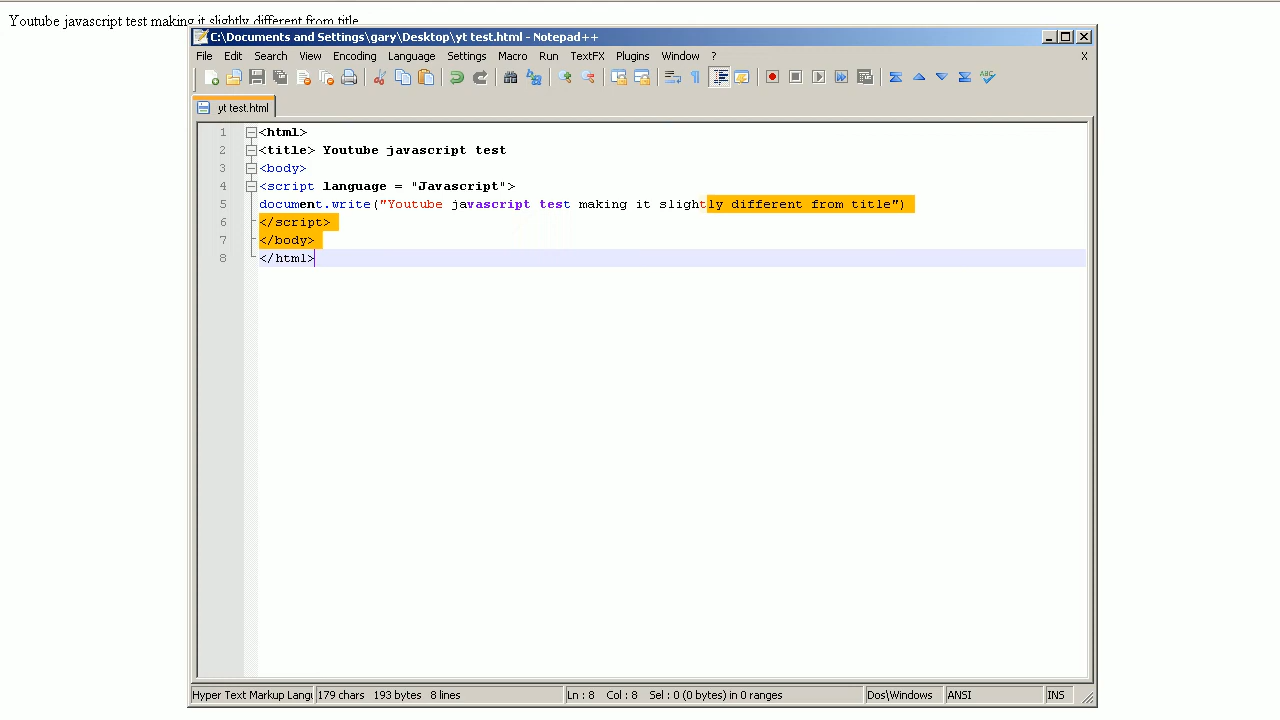 Youtube javascript test making it slightly different from title
C:\Documents and Settings\gary\Desktop\yt test.html - Notepad++
File Edit Search View Encoding Language Settings Macro Run TextFX Plugins Window ? X
yt test.html
1 <html>
2 <title> Youtube javascript test
3 <body>
4 <script language = "Javascript">
5 document.write("Youtube javascript test making it slightly different from title")
6 </script>
7 </body>
8 </html>
Hyper Text Markup Langu 179 chars 193 bytes 8 lines Ln : 8 Col : 8 Sel : 0 (0 bytes) in 0 ranges Dos\Windows ANSI INS